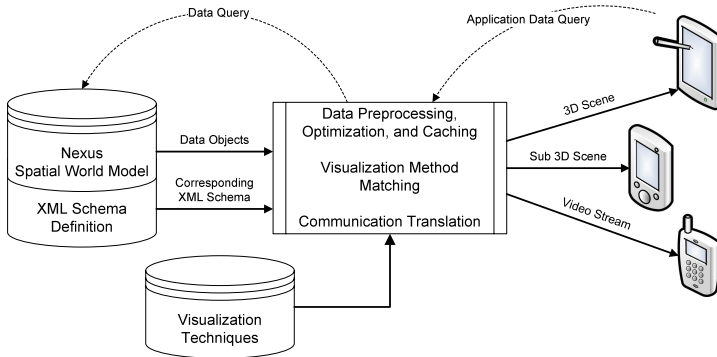 Data Query
Application Data Query
Nexus
Spatial World Model
XML Schema
Definition
Data Objects
Corresponding
XML Schema
Data Preprocessing,
Optimization, and Caching
Visualization Method
Matching
Communication Translation
3D Scene
Sub 3D Scene
Video Stream
Visualization
Techniques